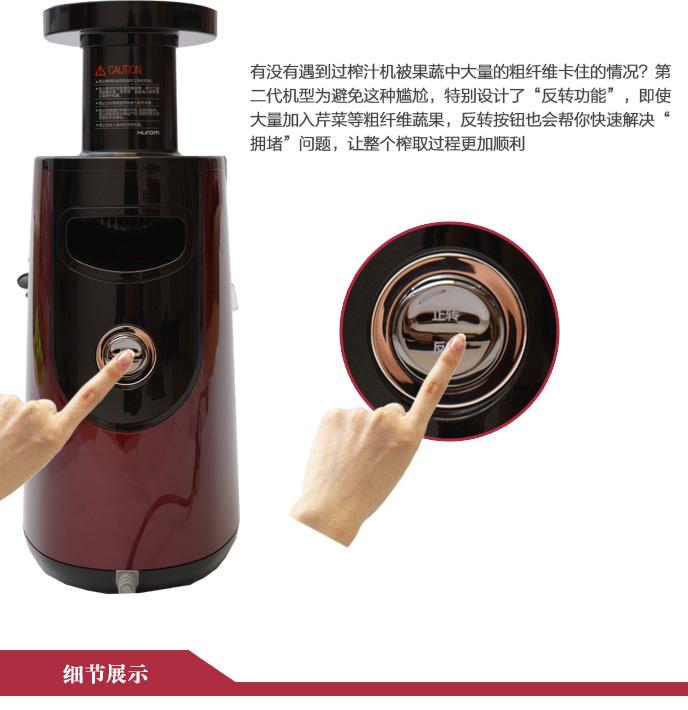 CAUTION
HUROM
有没有遇到过榨汁机被果蔬中大量的粗纤维卡住的情况？第
二代机型为避免这种尴尬，特别设计了“反转功能”，即使
大量加入芹菜等粗纤维蔬果，反转按钮也会帮你快速解决“
拥堵”问题，让整个榨取过程更加顺利
正转
反
细节展示